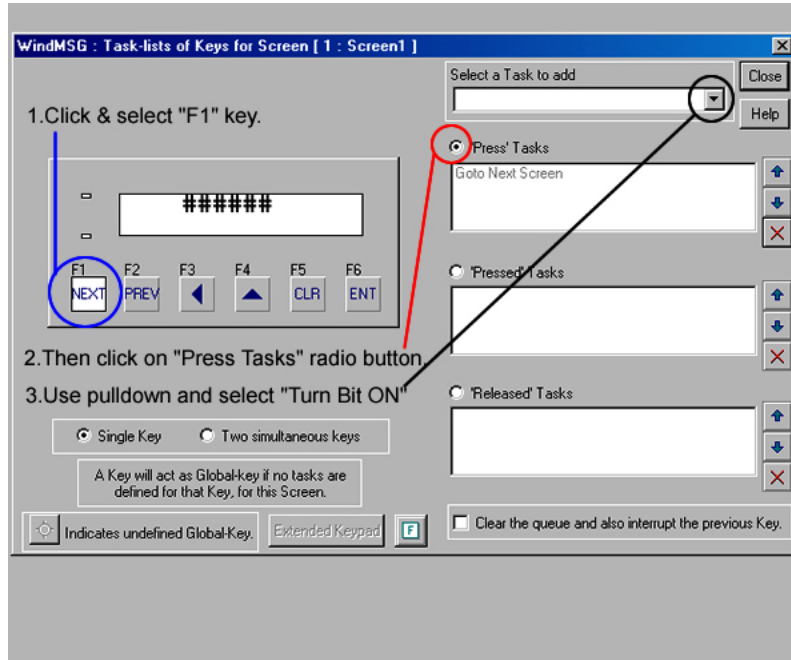 WindMSG : Task-lists of Keys for Screen [ 1 : Screen1 ]
Select a Task to add
Close
Help
1.Click & select "F1" key.
'Press' Tasks
Goto Next Screen
######
F1 F2 F3 F4 F5 F6
NEXT PREV CLR ENT
'Pressed' Tasks
2.Then click on "Press Tasks" radio button.
3.Use pulldown and select "Turn Bit ON"
'Released' Tasks
Single Key Two simultaneous keys
A Key will act as Global-key if no tasks are
defined for that Key, for this Screen.
Indicates undefined Global-Key. Extended Keypad F
Clear the queue and also interrupt the previous Key.